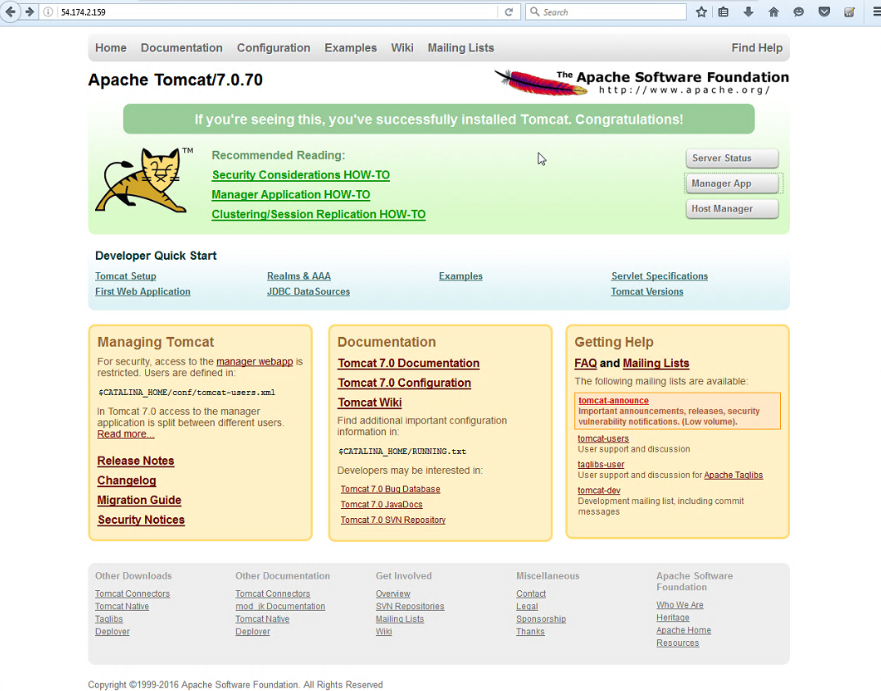 54.174.2.159
Search
Home Documentation Configuration Examples Wiki Mailing Lists Find Help
Apache Tomcat/7.0.70
The Apache Software Foundation
http://www.apache.org/
If you're seeing this, you've successfully installed Tomcat. Congratulations!
TM
Recommended Reading:
Security Considerations HOW-TO
Manager Application HOW-TO
Clustering/Session Replication HOW-TO
Server Status
Manager App
Host Manager
Developer Quick Start
Tomcat Setup
First Web Application
Realms & AAA
JDBC DataSources
Examples
Servlet Specifications
Tomcat Versions
Managing Tomcat
For security, access to the manager webapp is
restricted. Users are defined in:
$CATALINA_HOME/conf/tomcat-users.xml
In Tomcat 7.0 access to the manager
application is split between different users.
Read more...
Release Notes
Changelog
Migration Guide
Security Notices
Documentation
Tomcat 7.0 Documentation
Tomcat 7.0 Configuration
Tomcat Wiki
Find additional important configuration
information in:
$CATALINA_HOME/RUNNING.txt
Developers may be interested in:
Tomcat 7.0 Bug Database
Tomcat 7.0 JavaDocs
Tomcat 7.0 SVN Repository
Getting Help
FAQ and Mailing Lists
The following mailing lists are available:
tomcat-announce
Important announcements, releases, security
vulnerability notifications. (Low volume).
tomcat-users
User support and discussion
taglibs-user
User support and discussion for Apache Taglibs
tomcat-dev
Development mailing list, including commit
messages
Other Downloads
Tomcat Connectors
Tomcat Native
Taglibs
Deployer
Other Documentation
Tomcat Connectors
mod_jk Documentation
Tomcat Native
Deployer
Get Involved
Overview
SVN Repositories
Mailing Lists
Wiki
Miscellaneous
Contact
Legal
Sponsorship
Thanks
Apache Software
Foundation
Who We Are
Heritage
Apache Home
Resources
Copyright ©1999-2016 Apache Software Foundation. All Rights Reserved